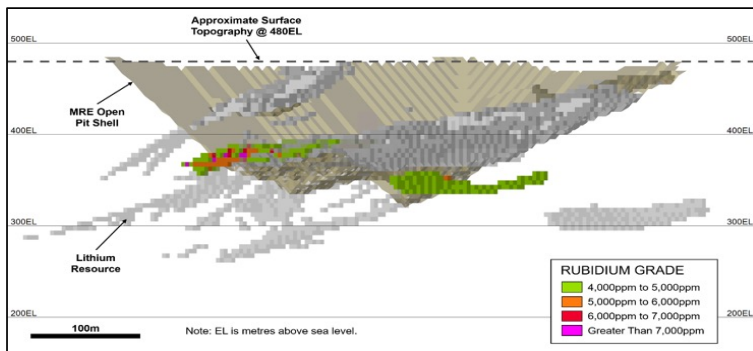 Approximate Surface
Topography @ 480EL
500EL
500EL
MRE Open
Pit Shell
400EL
400EL
300EL
300EL
Lithium
Resource
RUBIDIUM GRADE
4,000ppm to 5,000ppm
5,000ppm to 6,000ppm
6,000ppm to 7,000ppm
Greater Than 7,000ppm
200EL
200EL
100m
Note: EL is metres above sea level.